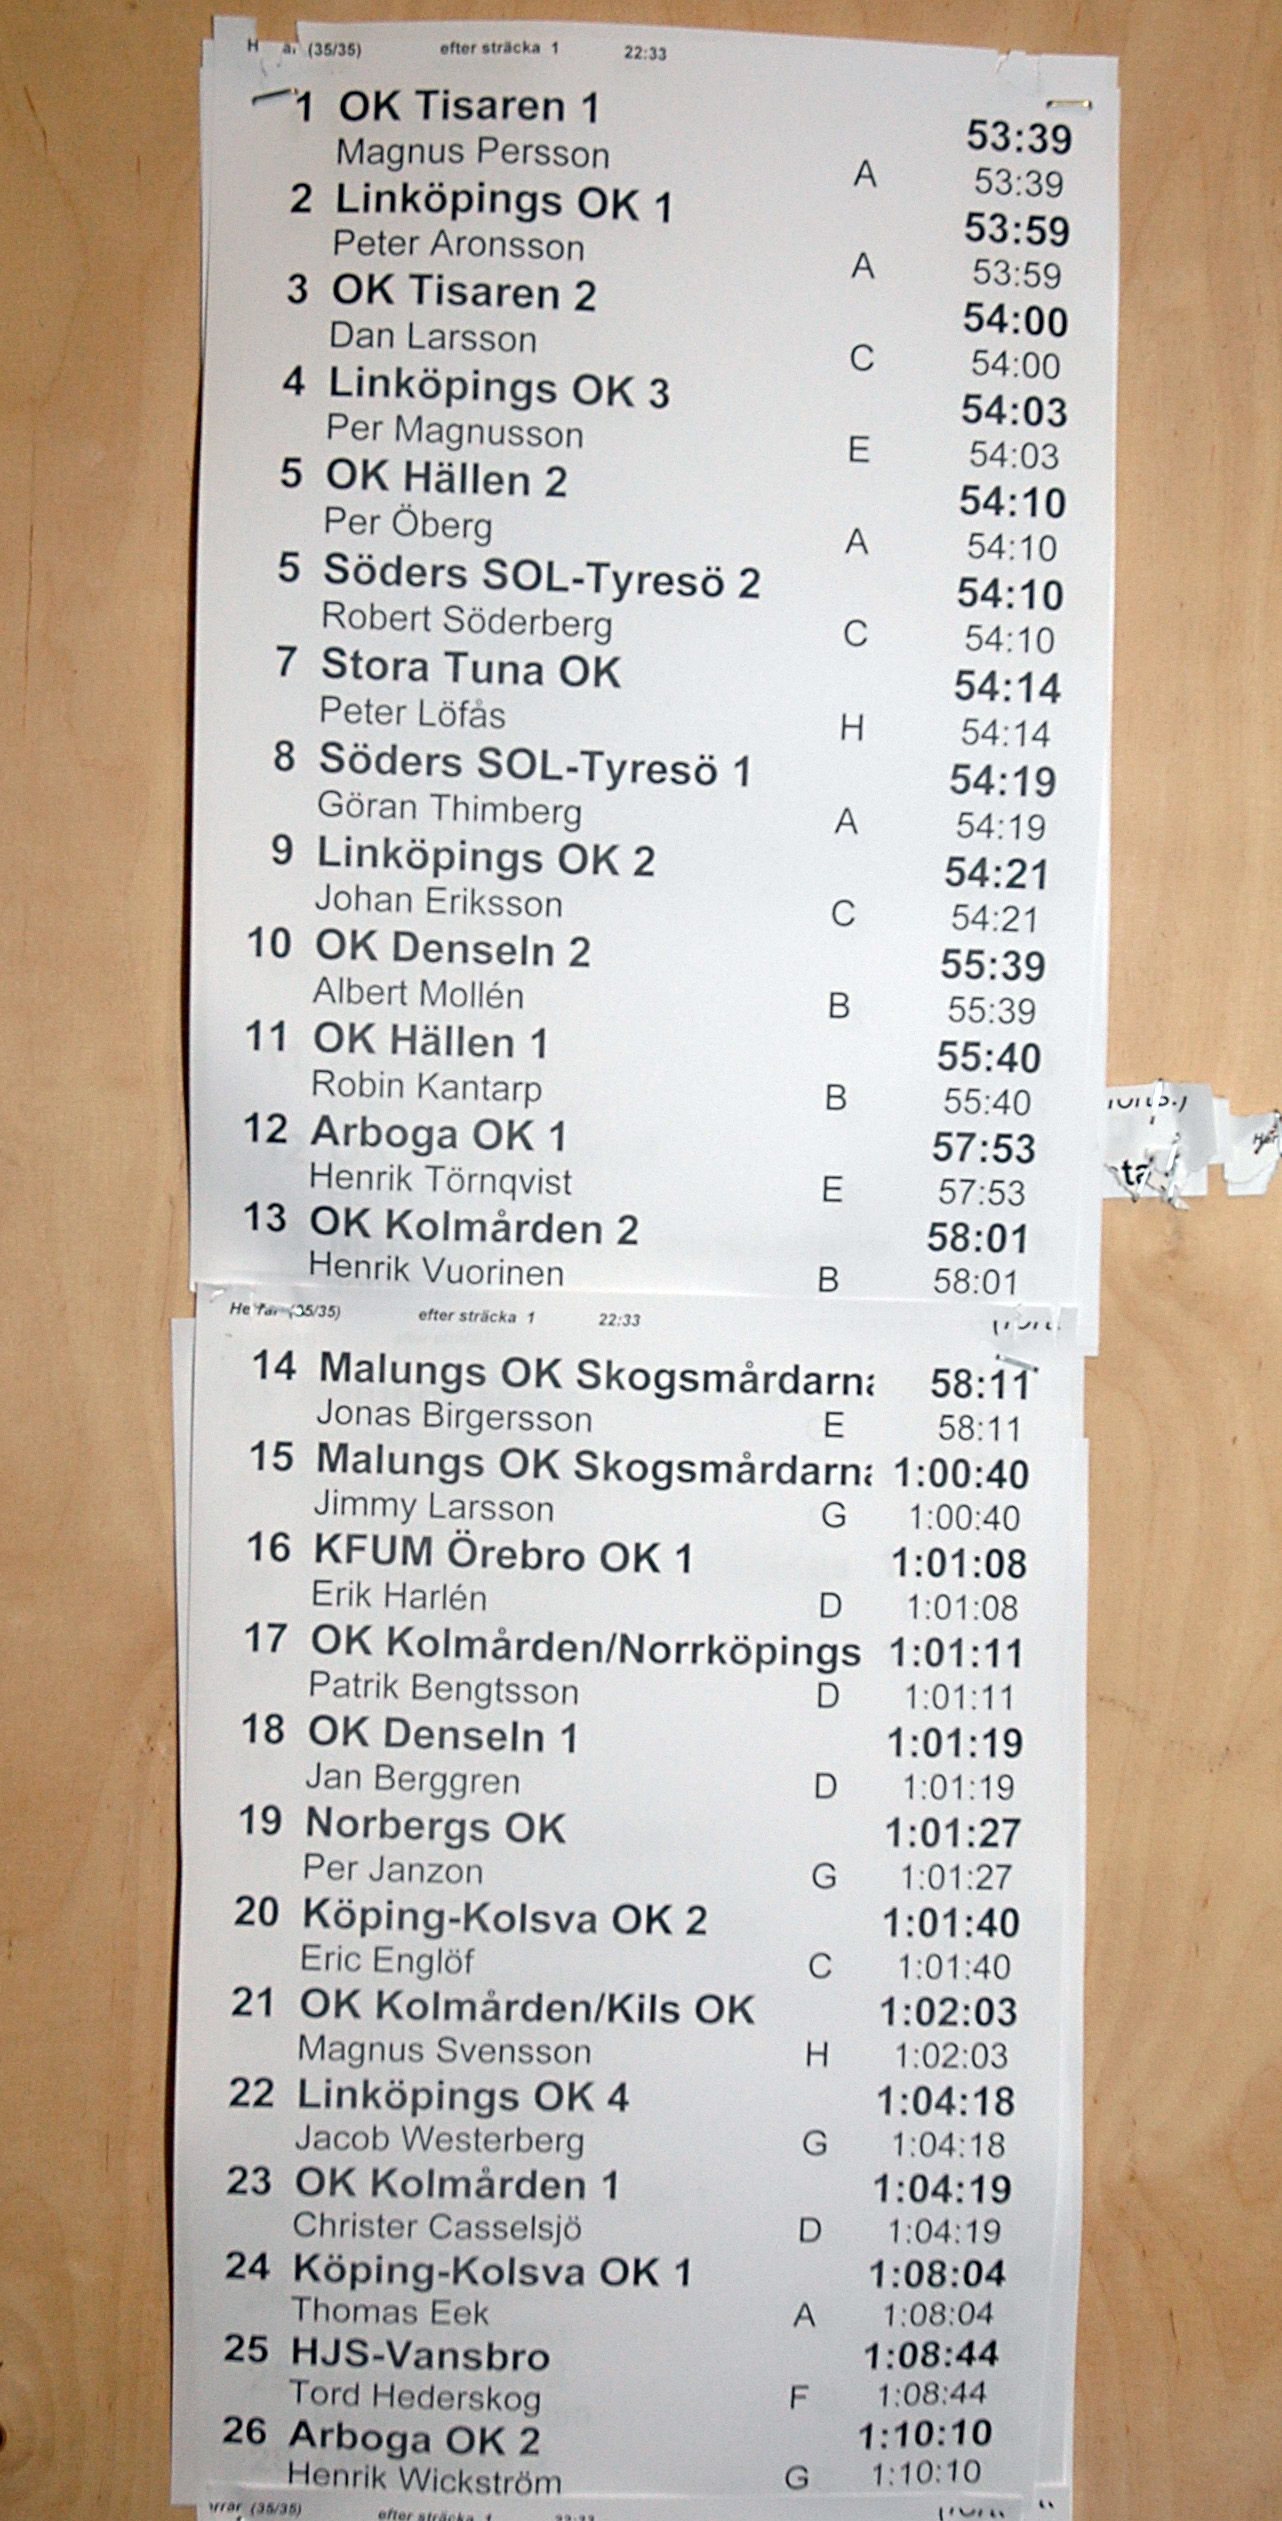 (35/35) efter sträcka 1 22:33
1 OK Tisaren 1 53:39
Magnus Persson A 53:39
2 Linköpings OK 1 53:59
Peter Aronsson A 53:59
3 OK Tisaren 2 54:00
Dan Larsson C 54:00
4 Linköpings OK 3 54:03
Per Magnusson E 54:03
5 OK Hällen 2 54:10
Per Öberg A 54:10
5 Söders SOL-Tyresö 2 54:10
Robert Söderberg C 54:10
7 Stora Tuna OK 54:14
Peter Löfås H 54:14
8 Söders SOL-Tyresö 1 54:19
Göran Thimberg A 54:19
9 Linköpings OK 2 54:21
Johan Eriksson C 54:21
10 OK Denseln 2 55:39
Albert Mollén B 55:39
11 OK Hällen 1 55:40
Robin Kantarp B 55:40
12 Arboga OK 1 57:53
Henrik Törnqvist E 57:53
13 OK Kolmården 2 58:01
Henrik Vuorinen B 58:01
(35/35) efter sträcka 1 22:33
14 Malungs OK Skogsmårdarna 58:11
Jonas Birgersson E 58:11
15 Malungs OK Skogsmårdarna 1:00:40
Jimmy Larsson G 1:00:40
16 KFUM Örebro OK 1 1:01:08
Erik Harlén D 1:01:08
17 OK Kolmården/Norrköpings 1:01:11
Patrik Bengtsson D 1:01:11
18 OK Denseln 1 1:01:19
Jan Berggren D 1:01:19
19 Norbergs OK 1:01:27
Per Janzon G 1:01:27
20 Köping-Kolsva OK 2 1:01:40
Eric Englöf C 1:01:40
21 OK Kolmården/Kils OK 1:02:03
Magnus Svensson H 1:02:03
22 Linköpings OK 4 1:04:18
Jacob Westerberg G 1:04:18
23 OK Kolmården 1 1:04:19
Christer Casselsjö D 1:04:19
24 Köping-Kolsva OK 1 1:08:04
Thomas Eek A 1:08:04
25 HJS-Vansbro 1:08:44
Tord Hederskog F 1:08:44
26 Arboga OK 2 1:10:10
Henrik Wickström G 1:10:10
(35/35) efter sträcka 1